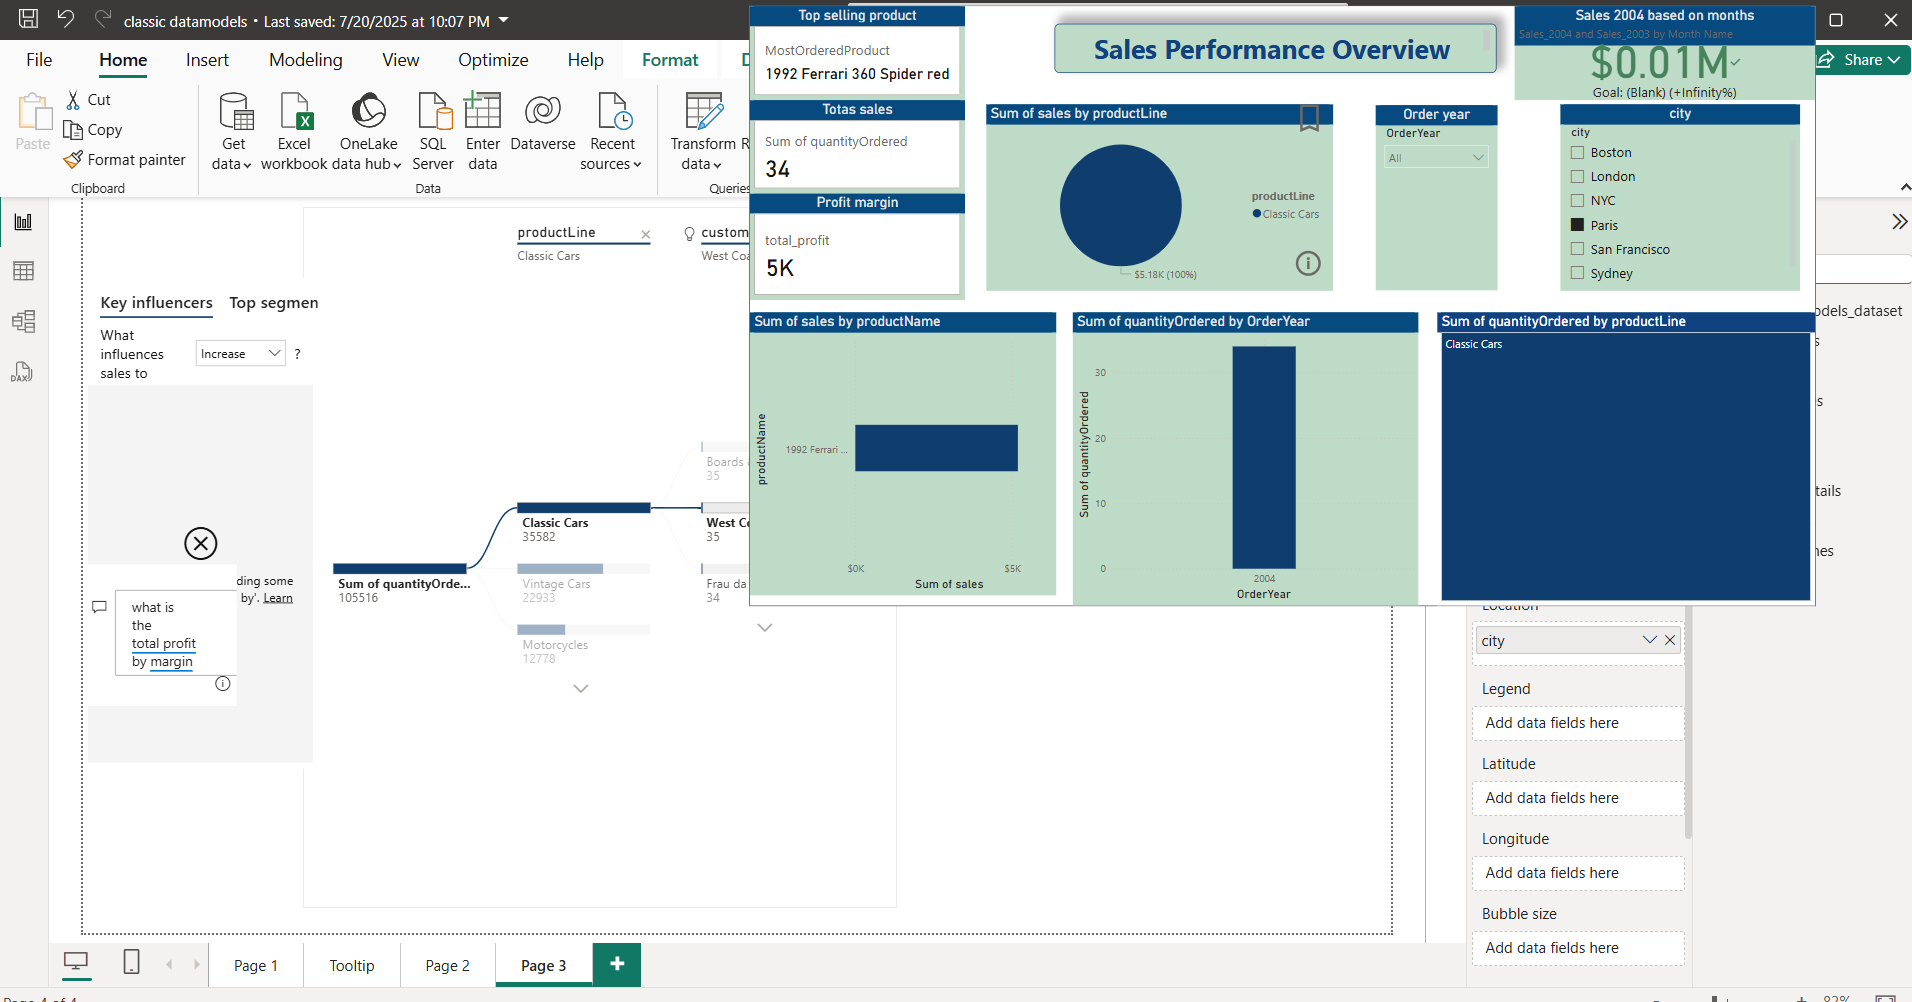 classic datamodels • Last saved: 7/20/2025 at 10:07 PM
File
Home
Insert
Modeling
View
Optimize
Help
Format
Share
Paste
Cut
Copy
Format painter
Clipboard
Get data
Excel workbook
OneLake data hub
SQL Server
Enter data
Dataverse
Recent sources
Data
Transform data
Queries
DAX
productLine
Classic Cars
custom
West Coa
Key influencers
Top segmen
What influences sales to
Increase
?
ding some
by'. Learn
what is
the
total profit
by margin
Sum of quantityOrde...
105516
Classic Cars
35582
Vintage Cars
22933
Motorcycles
12778
Boards
35
West Co
35
Frau da
34
Top selling product
MostOrderedProduct
1992 Ferrari 360 Spider red
Totas sales
Sum of quantityOrdered
34
Profit margin
total_profit
5K
Sales Performance Overview
Sales 2004 based on months
Sales_2004 and Sales_2003 by Month Name
$0.01M
Goal: (Blank) (+Infinity%)
Sum of sales by productLine
productLine
Classic Cars
$5.18K (100%)
Order year
OrderYear
All
city
city
Boston
London
NYC
Paris
San Francisco
Sydney
Sum of sales by productName
productName
1992 Ferrari ...
$0K
$5K
Sum of sales
Sum of quantityOrdered by OrderYear
Sum of quantityOrdered
30
20
10
0
2004
OrderYear
Sum of quantityOrdered by productLine
Classic Cars
dels_dataset
s
tails
nes
Location
city
Legend
Add data fields here
Latitude
Add data fields here
Longitude
Add data fields here
Bubble size
Add data fields here
Page 1
Tooltip
Page 2
Page 3
Page 4 of 4
82%